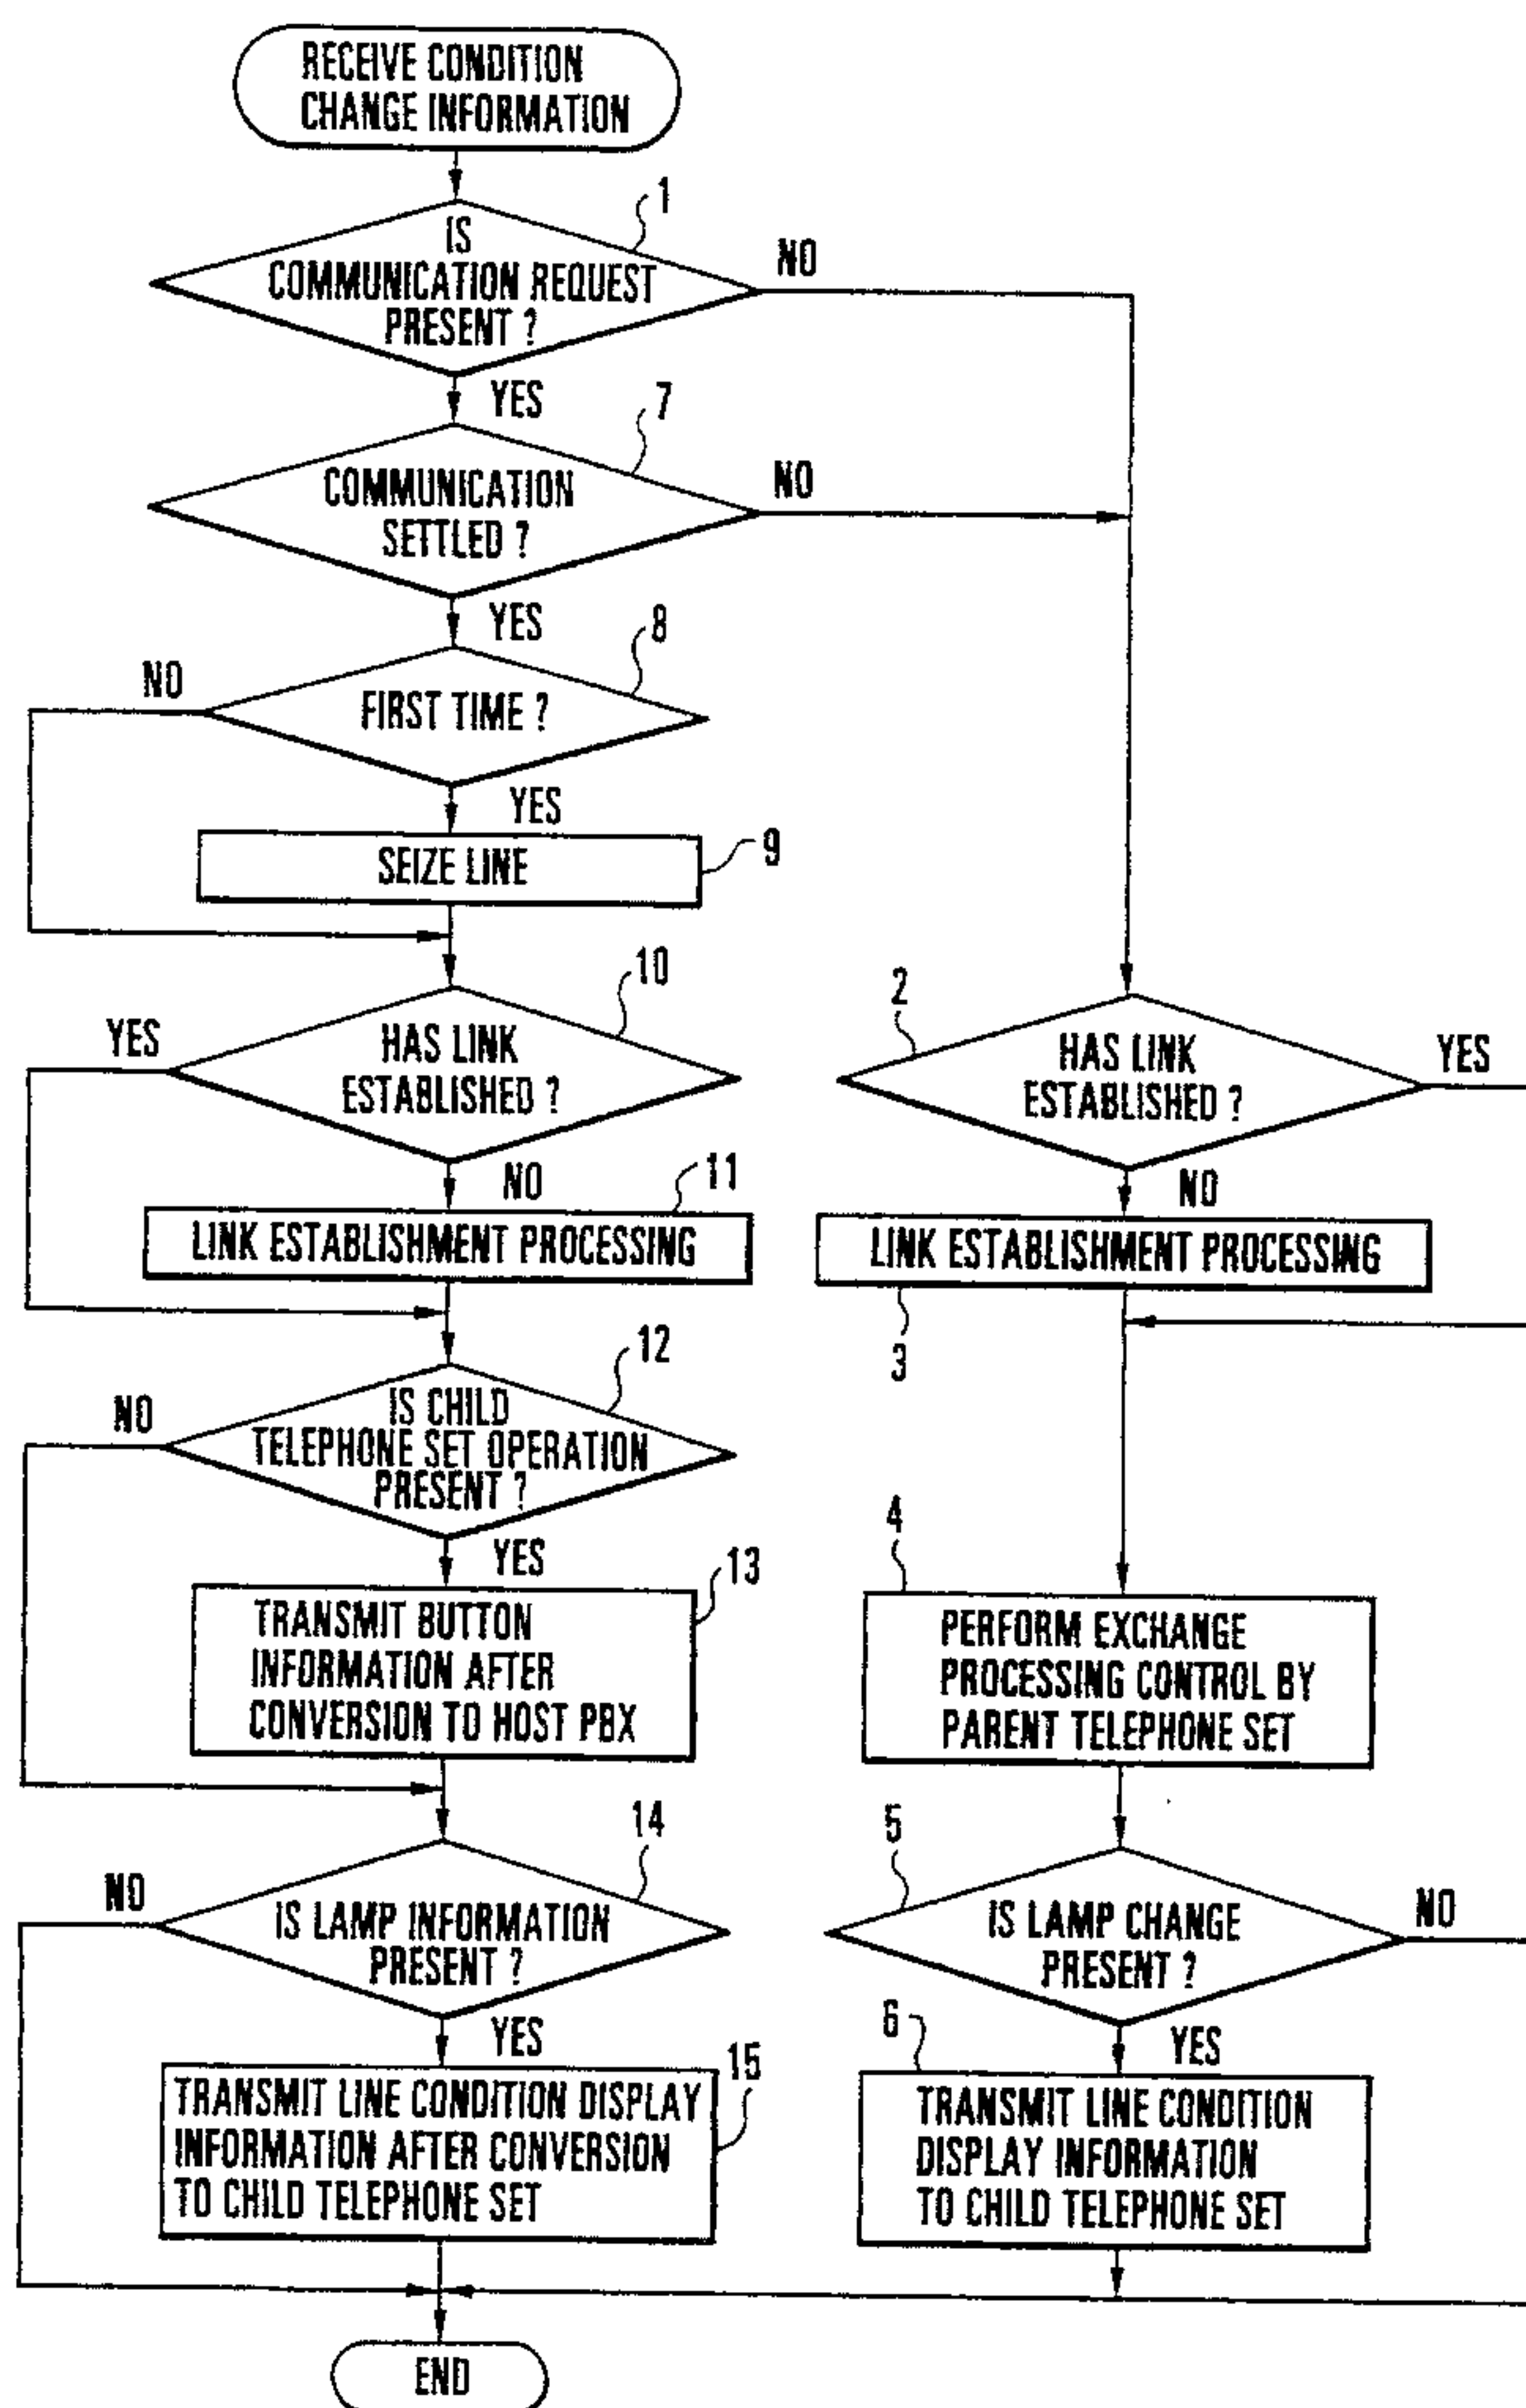 RECEIVE CONDITION
CHANGE INFORMATION
1
IS
COMMUNICATION REQUEST
PRESENT ?
NO
YES
7
COMMUNICATION
SETTLED ?
NO
YES
8
NO
FIRST TIME ?
YES
SEIZE LINE
9
10
YES
HAS LINK
ESTABLISHED ?
NO
11
LINK ESTABLISHMENT PROCESSING
12
NO
IS CHILD
TELEPHONE SET OPERATION
PRESENT ?
YES
13
TRANSMIT BUTTON
INFORMATION AFTER
CONVERSION TO HOST PBX
14
NO
IS LAMP INFORMATION
PRESENT ?
YES
15
TRANSMIT LINE CONDITION DISPLAY
INFORMATION AFTER CONVERSION
TO CHILD TELEPHONE SET
END
2
HAS LINK
ESTABLISHED ?
YES
NO
LINK ESTABLISHMENT PROCESSING
3
4
PERFORM EXCHANGE
PROCESSING CONTROL BY
PARENT TELEPHONE SET
5
IS LAMP CHANGE
PRESENT ?
NO
YES
6
TRANSMIT LINE CONDITION
DISPLAY INFORMATION
TO CHILD TELEPHONE SET